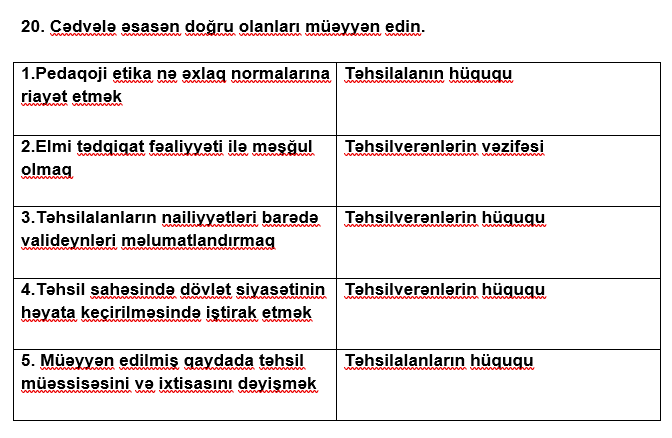 20. Cədvələ əsasən doğru olanları müəyyən edin.
1.Pedaqoji etika nə əxlaq normalarına
riayət etmək
Təhsilalanın hüququ
2.Elmi tədqiqat fəaliyyəti ilə məşğul
olmaq
Təhsilverənlərin vəzifəsi
3.Təhsilalanların nailiyyətləri barədə
valideynləri məlumatlandırmaq
Təhsilverənlərin hüququ
4.Təhsil sahəsində dövlət siyasətinin
həyata keçirilməsində iştirak etmək
Təhsilverənlərin hüququ
5. Müəyyən edilmiş qaydada təhsil
müəssisəsini və ixtisasını dəyişmək
Təhsilalanların hüququ